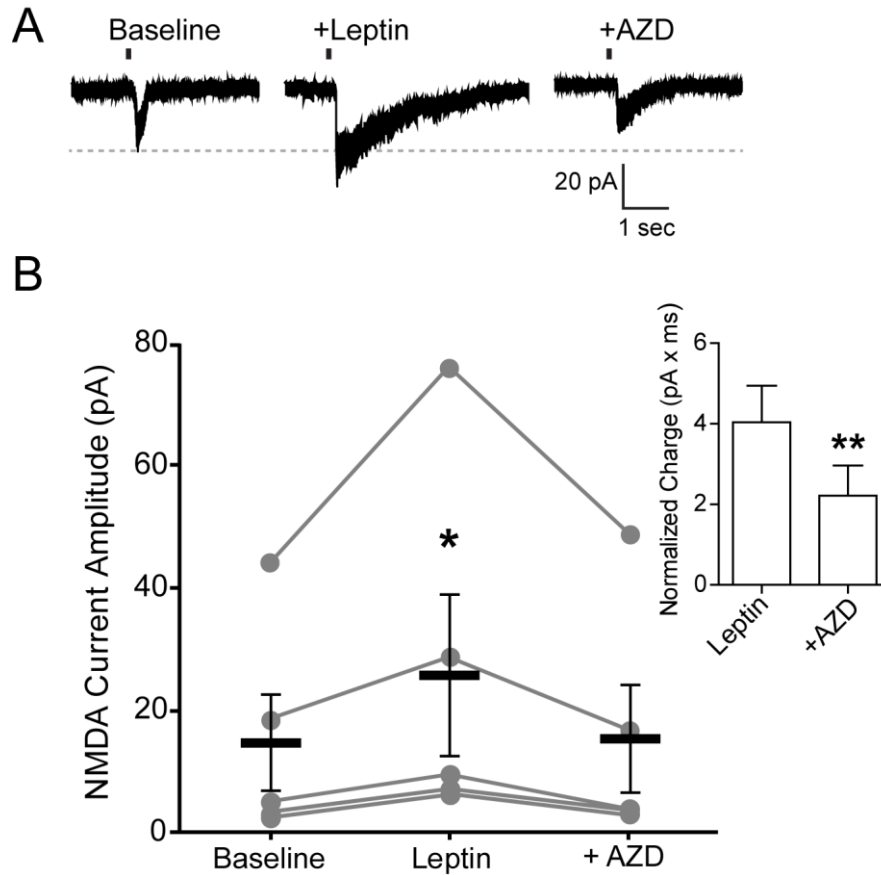 A
Baseline
+Leptin
+AZD
20 pA
1 sec
B
NMDA Current Amplitude (pA)
80
60
40
20
0
*
Baseline
Leptin
+ AZD
Normalized Charge (pA x ms)
6
4
2
0
**
Leptin
+AZD